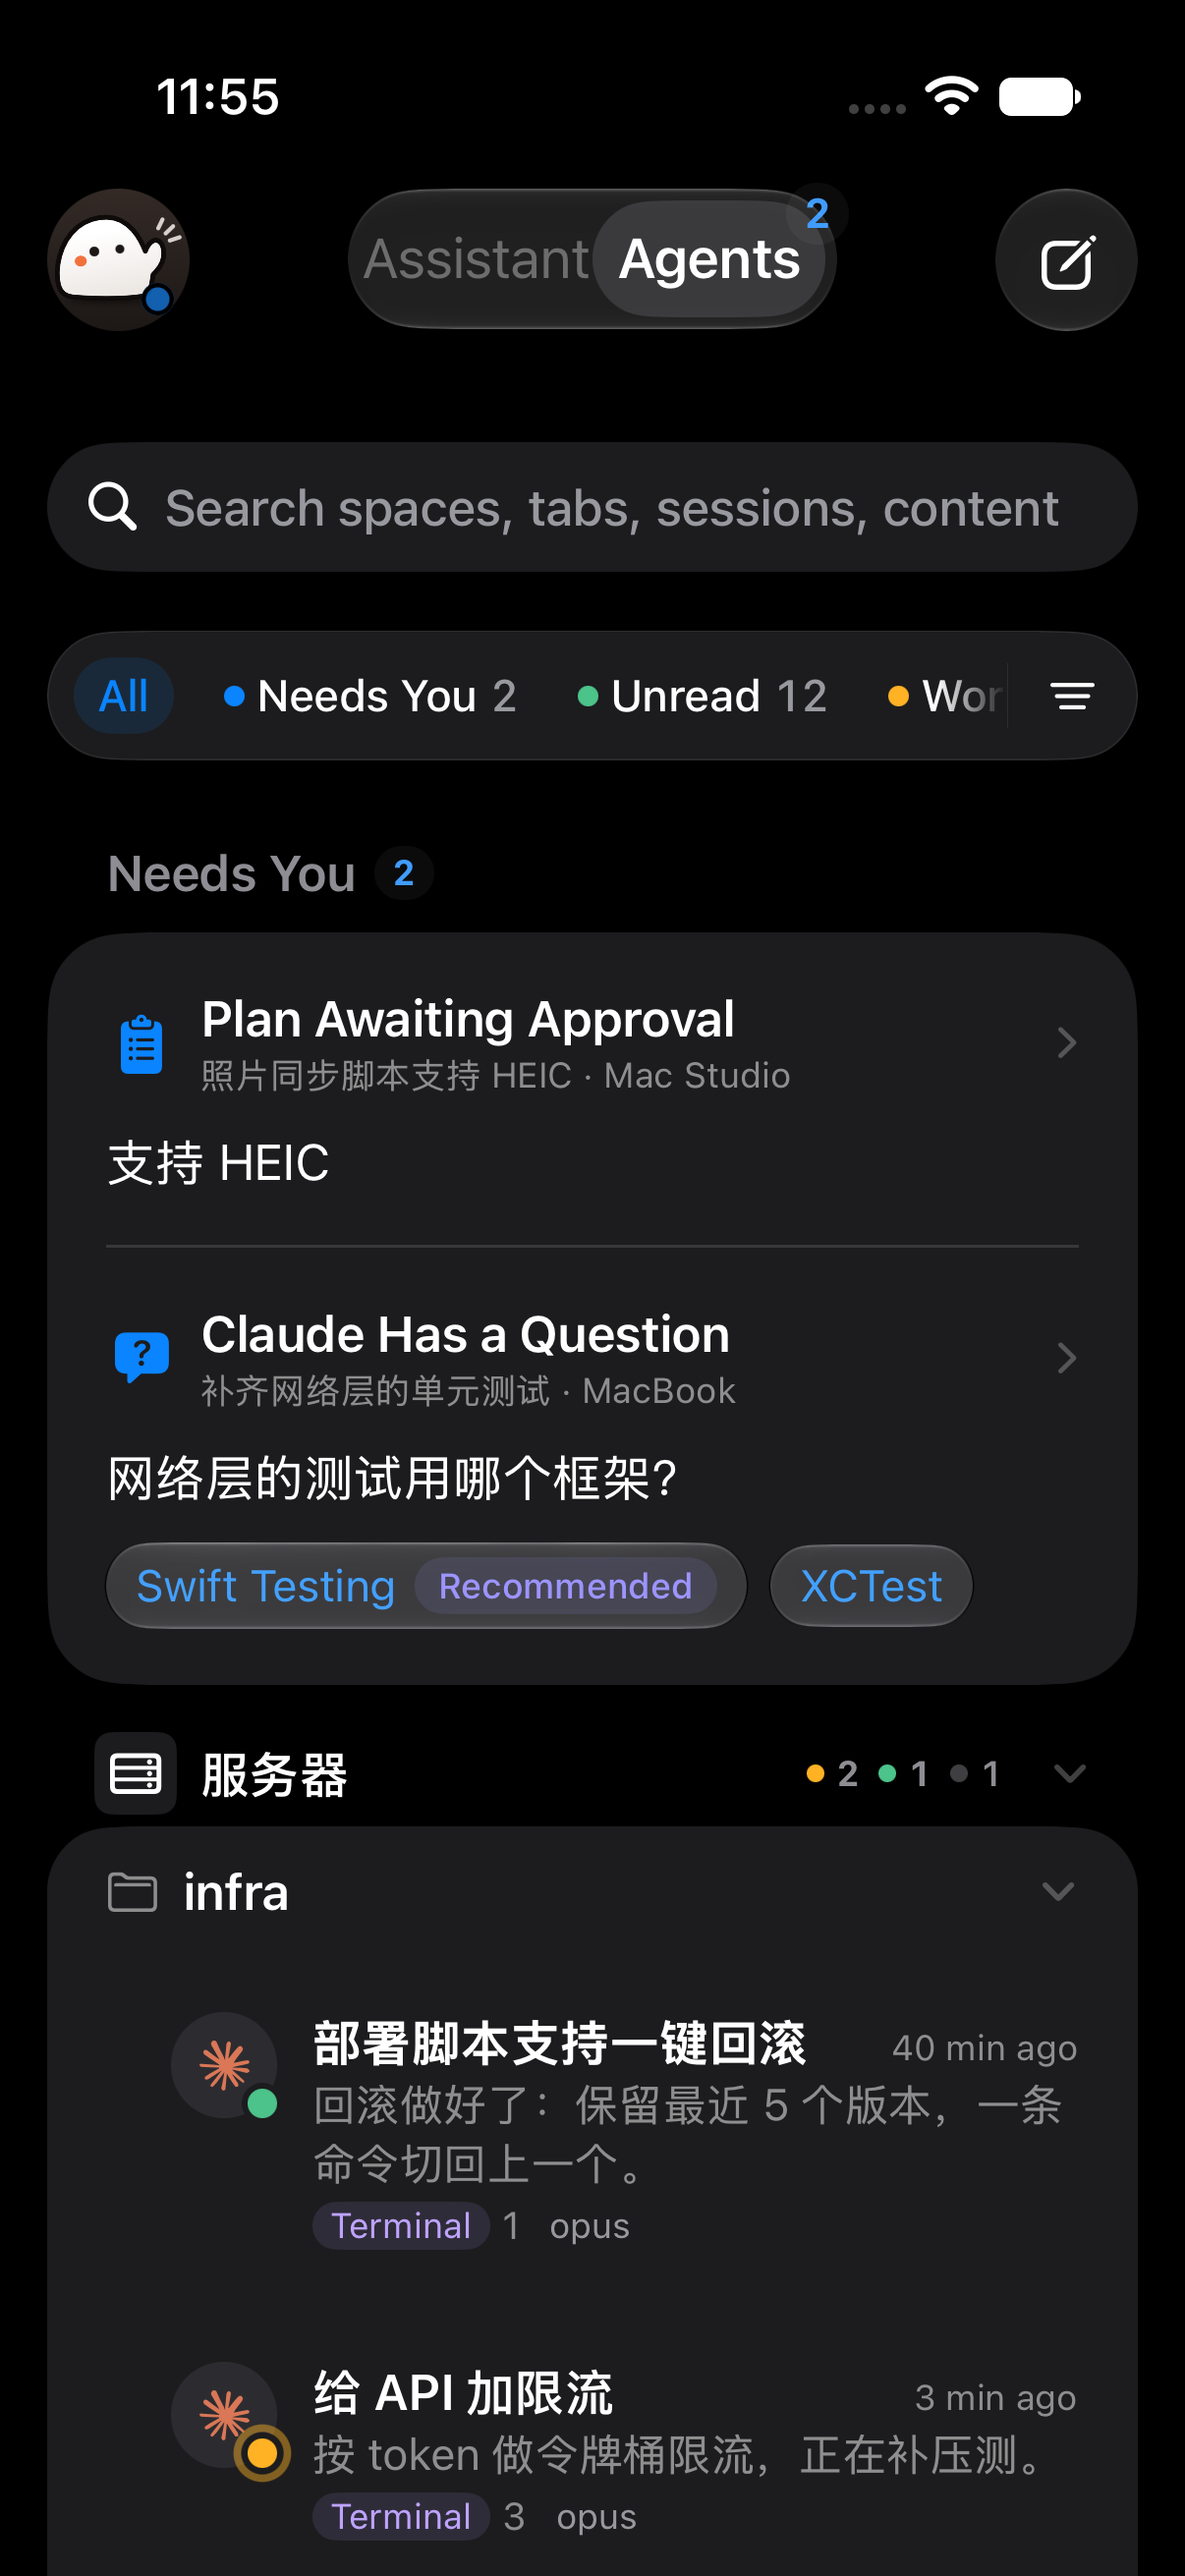 11:55
Assistant
Agents
2
Search spaces, tabs, sessions, content
All
Needs You 2
Unread 12
Wor
Needs You 2
Plan Awaiting Approval
照片同步脚本支持 HEIC · Mac Studio
支持 HEIC
Claude Has a Question
补齐网络层的单元测试 · MacBook
网络层的测试用哪个框架?
Swift Testing Recommended
XCTest
服务器
2 1 1
infra
部署脚本支持一键回滚
40 min ago
回滚做好了：保留最近 5 个版本，一条
命令切回上一个。
Terminal 1 opus
给 API 加限流
3 min ago
按 token 做令牌桶限流，正在补压测。
Terminal 3 opus